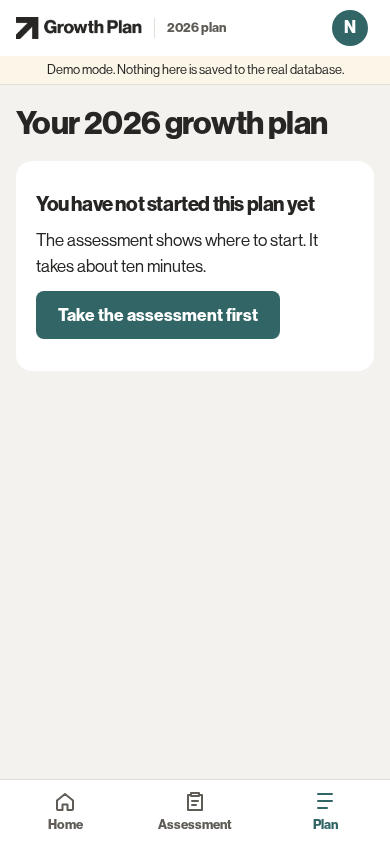 Growth Plan
2026 plan
N
Demo mode. Nothing here is saved to the real database.
Your 2026 growth plan
You have not started this plan yet
The assessment shows where to start. It
takes about ten minutes.
Take the assessment first
Home
Assessment
Plan